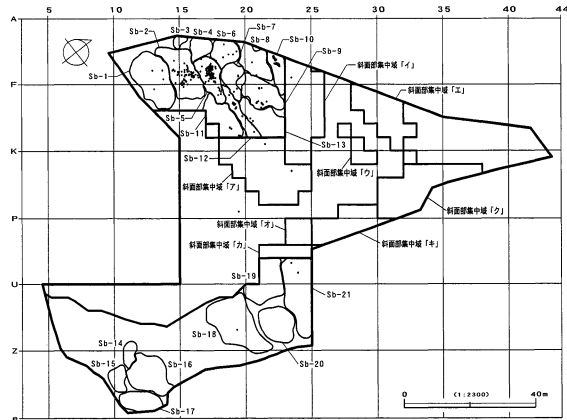 5 10 15 20 25 30 35 40 44
A
F
K
P
U
Z
Sb-1
Sb-2
Sb-3
Sb-4
Sb-6
Sb-7
Sb-8
Sb-10
Sb-9
Sb-5
Sb-11
Sb-12
Sb-13
斜面部集中域「イ」
斜面部集中域「エ」
斜面部集中域「ウ」
斜面部集中域「ア」
斜面部集中域「オ」
斜面部集中域「ク」
斜面部集中域「カ」
斜面部集中域「キ」
Sb-19
Sb-21
Sb-18
Sb-20
Sb-14
Sb-15
Sb-16
Sb-17
0 (1:2300) 40m